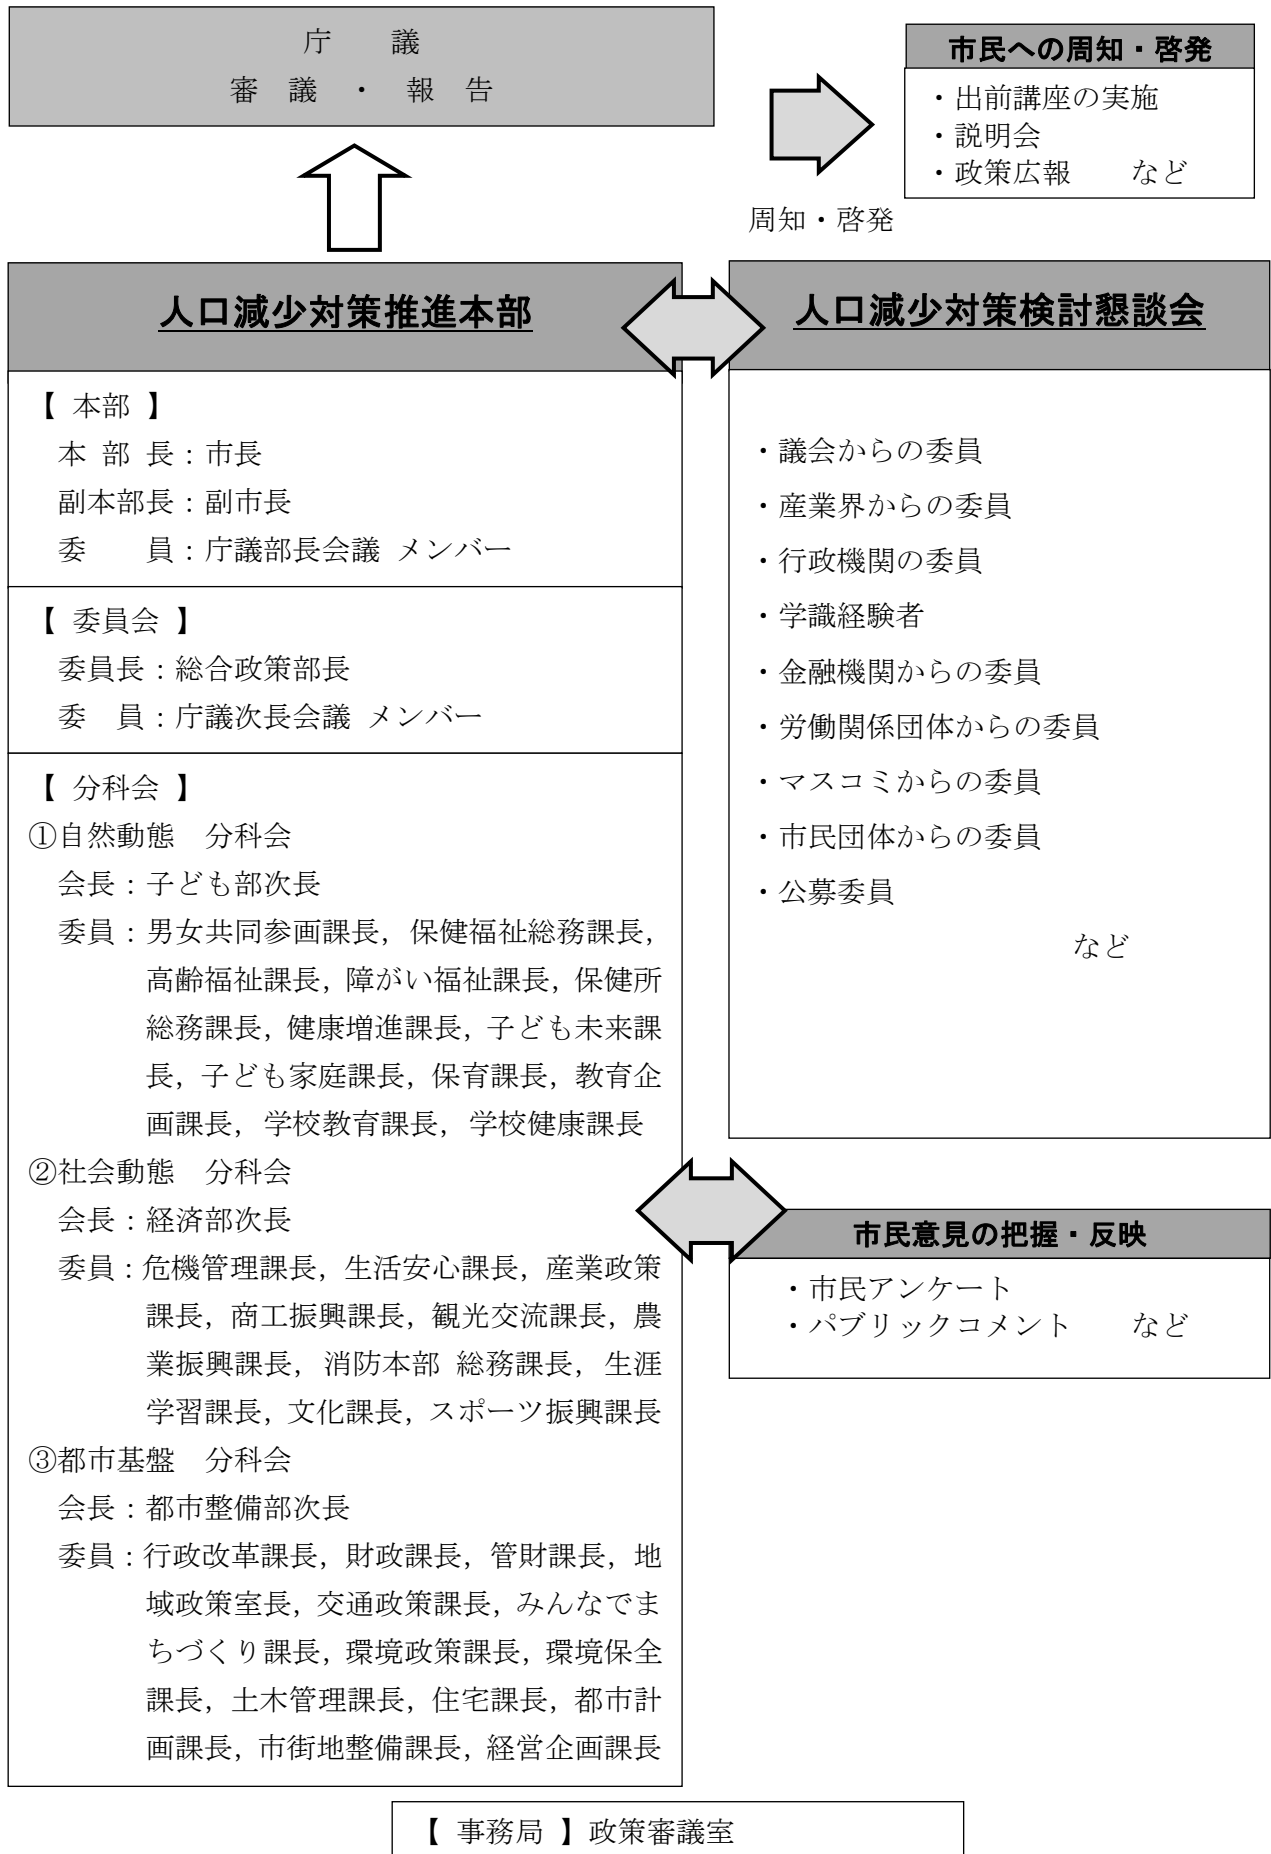 庁　　議
審　議　・　報　告
市民への周知・啓発
・出前講座の実施
・説明会
・政策広報　　など
周知・啓発
人口減少対策推進本部
【 本部 】
本 部 長：市長
副本部長：副市長
委　　員：庁議部長会議 メンバー
【 委員会 】
委員長：総合政策部長
委　員：庁議次長会議 メンバー
【 分科会 】
①自然動態　分科会
会長：子ども部次長
委員：男女共同参画課長，保健福祉総務課長，
高齢福祉課長，障がい福祉課長，保健所
総務課長，健康増進課長，子ども未来課
長，子ども家庭課長，保育課長，教育企
画課長，学校教育課長，学校健康課長
②社会動態　分科会
会長：経済部次長
委員：危機管理課長，生活安心課長，産業政策
課長，商工振興課長，観光交流課長，農
業振興課長，消防本部 総務課長，生涯
学習課長，文化課長，スポーツ振興課長
③都市基盤　分科会
会長：都市整備部次長
委員：行政改革課長，財政課長，管財課長，地
域政策室長，交通政策課長，みんなでま
ちづくり課長，環境政策課長，環境保全
課長，土木管理課長，住宅課長，都市計
画課長，市街地整備課長，経営企画課長
人口減少対策検討懇談会
・議会からの委員
・産業界からの委員
・行政機関の委員
・学識経験者
・金融機関からの委員
・労働関係団体からの委員
・マスコミからの委員
・市民団体からの委員
・公募委員
など
市民意見の把握・反映
・市民アンケート
・パブリックコメント　　など
【 事務局 】政策審議室